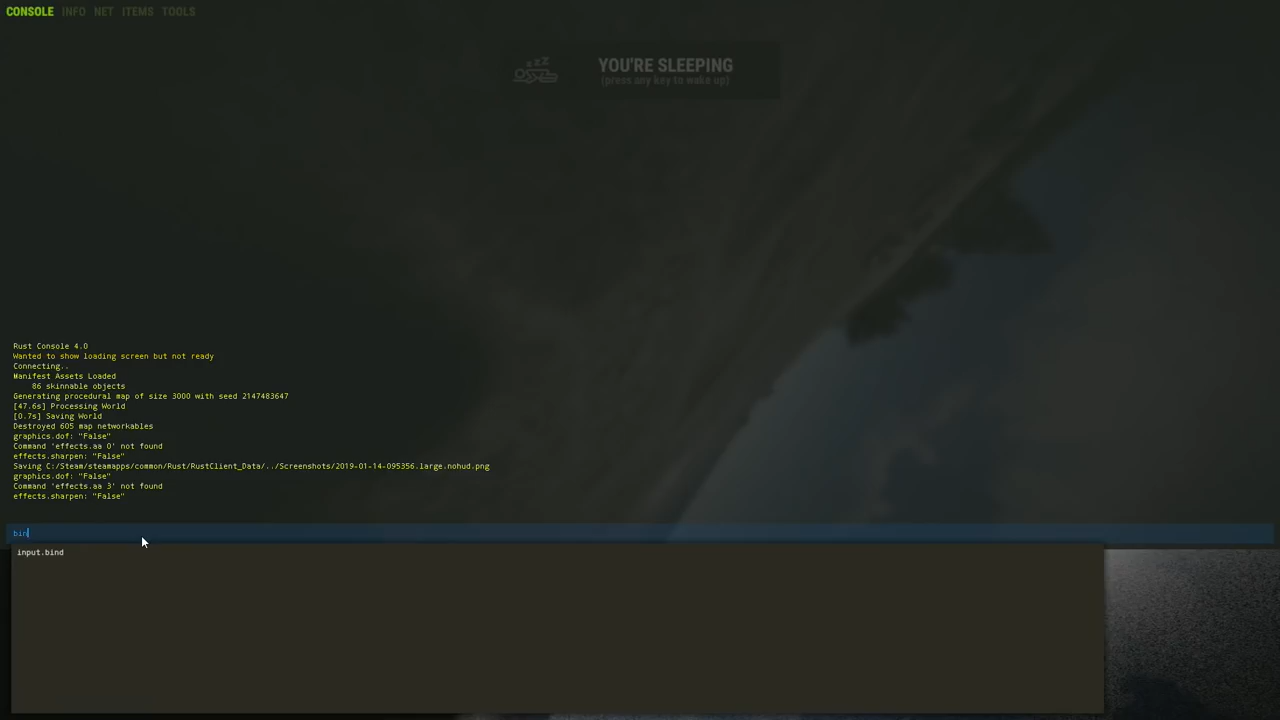 CONSOLE INFO NET ITEMS TOOLS
zZZ
YOU'RE SLEEPING
(press any key to wake up)
Rust Console 4.0
Wanted to show loading screen but not ready
Connecting..
Manifest Assets Loaded
86 skinnable objects
Generating procedural map of size 3000 with seed 2147483647
[47.6s] Processing World
[0.7s] Saving World
Destroyed 605 map networkables
graphics.dof: "False"
Command 'effects.aa 0' not found
effects.sharpen: "False"
Saving C:/Steam/steamapps/common/Rust/RustClient_Data/../Screenshots/2019-01-14-095356.large.nohud.png
graphics.dof: "False"
Command 'effects.aa 3' not found
effects.sharpen: "False"
bin
input.bind